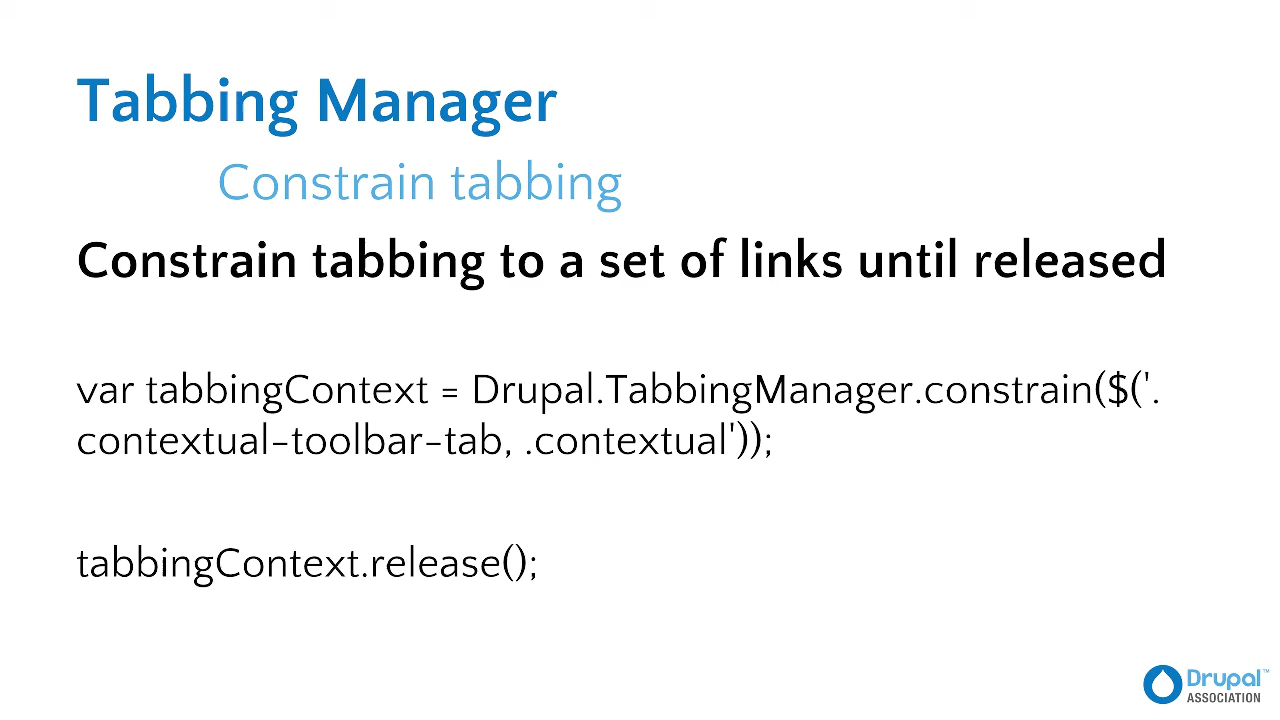 Tabbing Manager
Constrain tabbing
Constrain tabbing to a set of links until released
var tabbingContext = Drupal.TabbingManager.constrain($('.
contextual-toolbar-tab, .contextual'));
tabbingContext.release();
Drupal™
ASSOCIATION